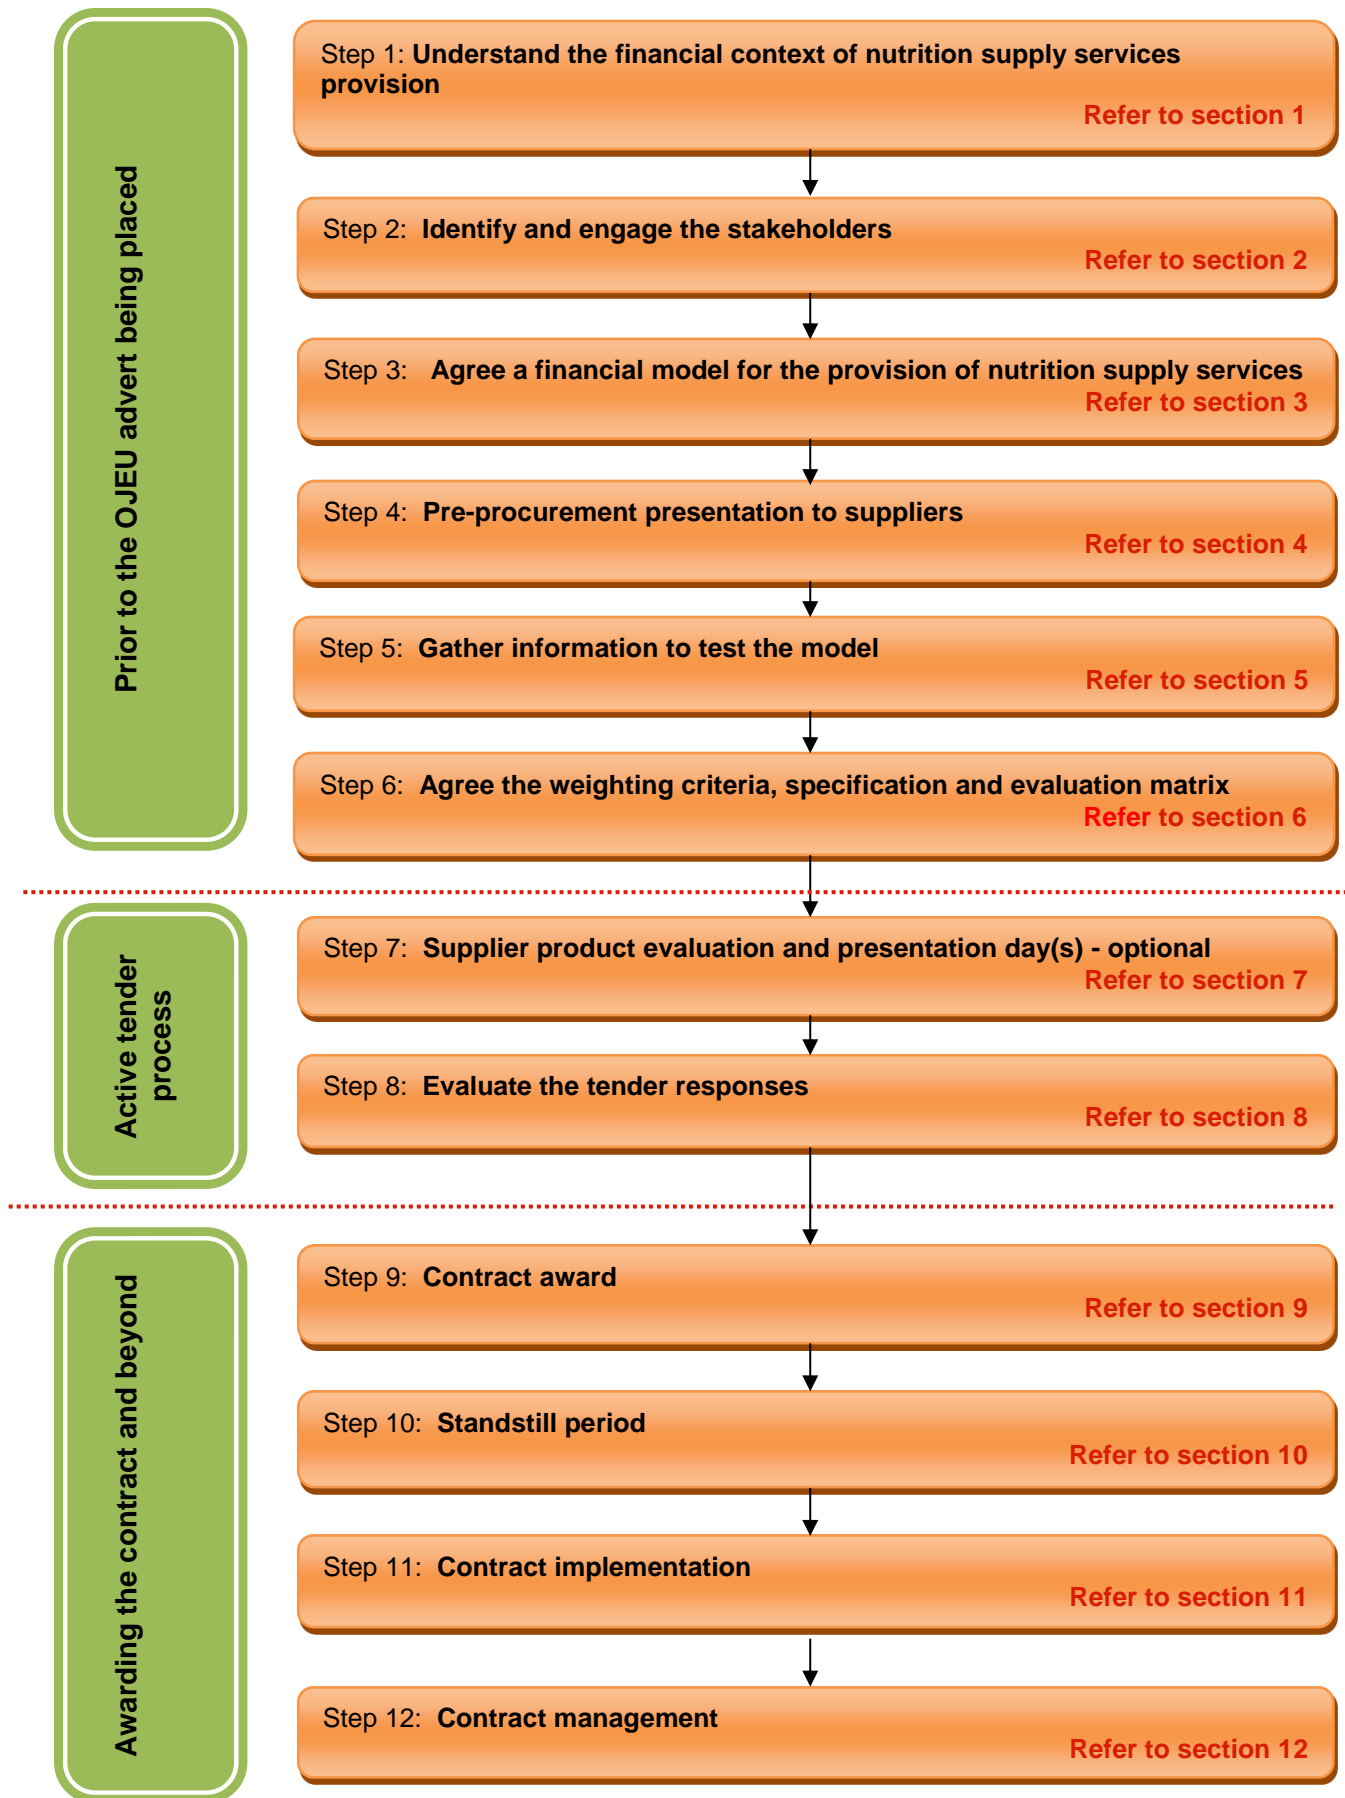 Prior to the OJEU advert being placed
Step 1: Understand the financial context of nutrition supply services
provision
Refer to section 1
Step 2: Identify and engage the stakeholders
Refer to section 2
Step 3: Agree a financial model for the provision of nutrition supply services
Refer to section 3
Step 4: Pre-procurement presentation to suppliers
Refer to section 4
Step 5: Gather information to test the model
Refer to section 5
Step 6: Agree the weighting criteria, specification and evaluation matrix
Refer to section 6
Active tender
process
Step 7: Supplier product evaluation and presentation day(s) - optional
Refer to section 7
Step 8: Evaluate the tender responses
Refer to section 8
Awarding the contract and beyond
Step 9: Contract award
Refer to section 9
Step 10: Standstill period
Refer to section 10
Step 11: Contract implementation
Refer to section 11
Step 12: Contract management
Refer to section 12